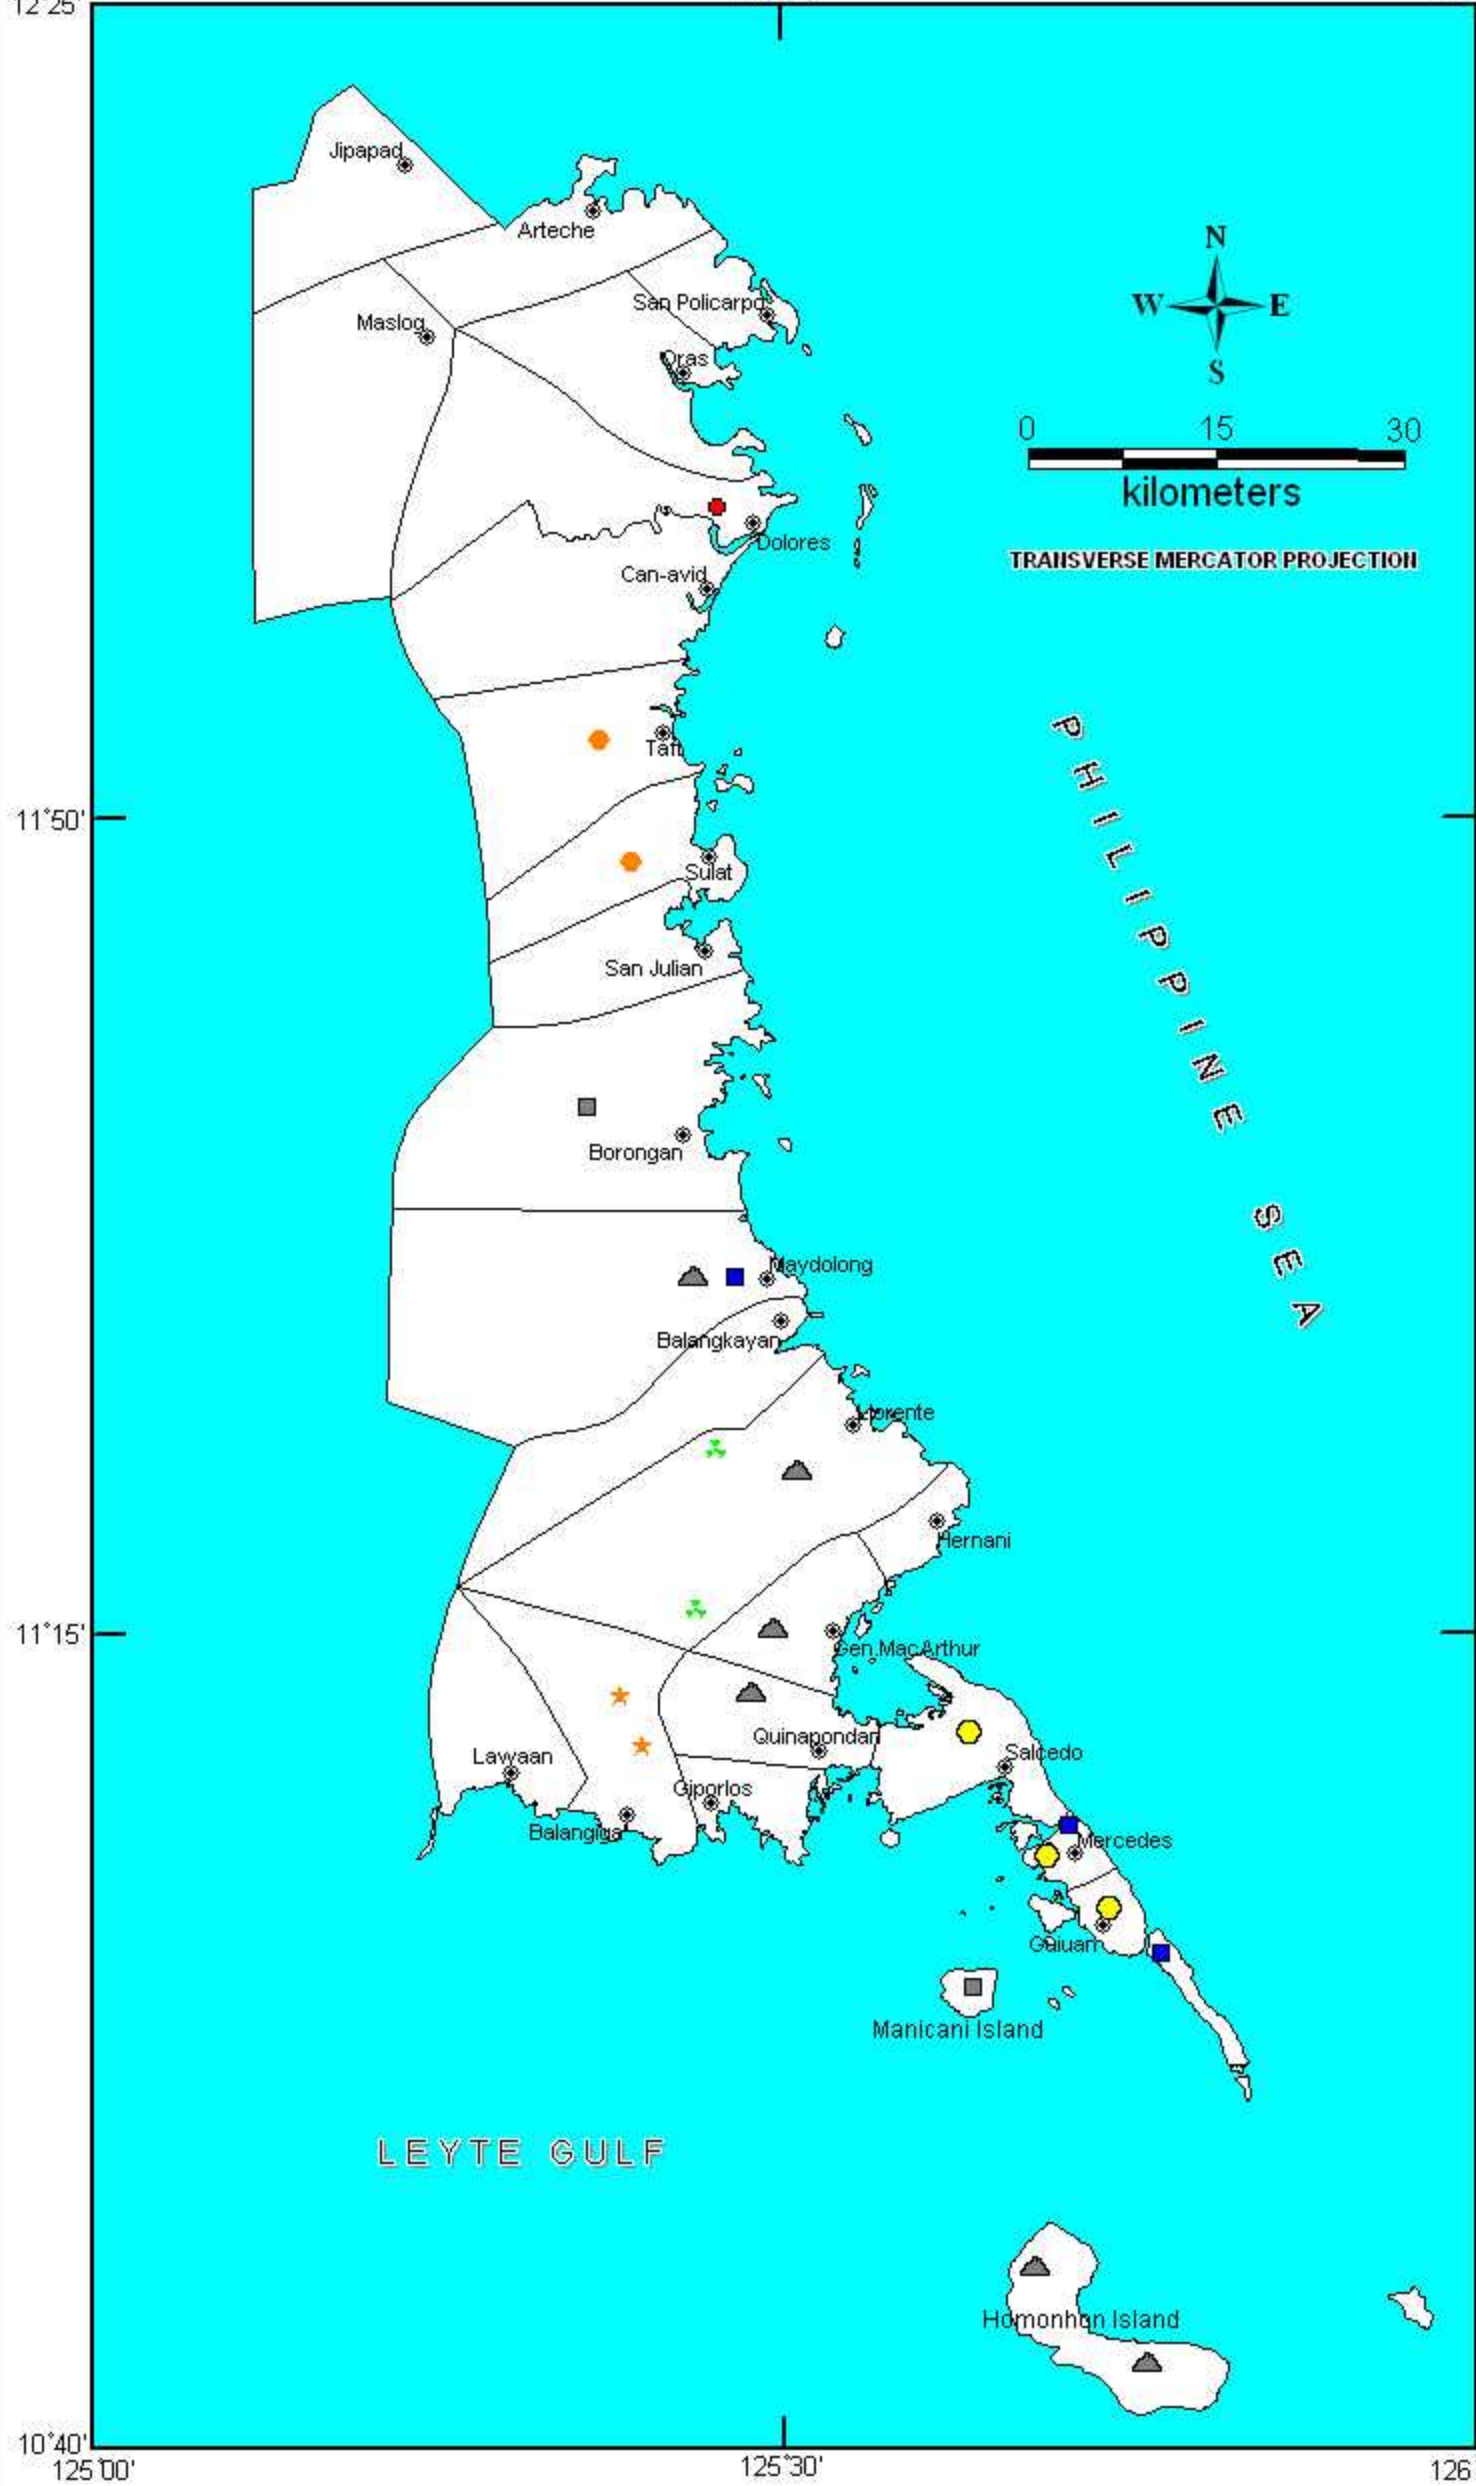 12°25'
Jipapad
Arteche
N
San Policarpo
W E
Maslog
Oras
S
0 15 30
kilometers
Dolores
TRANSVERSE MERCATOR PROJECTION
Can-avid
PHILIPPINE SEA
Taft
11°50'
Sulat
San Julian
Borongan
Maydolong
Balangkayan
Llorente
Hernani
11°15'
Gen.MacArthur
Quinapondan
Lawaan
Salcedo
Giporlos
Balangiga
Mercedes
Guiuan
Manicani Island
LEYTE GULF
Homonhon Island
10°40'
125°00' 125°30' 126